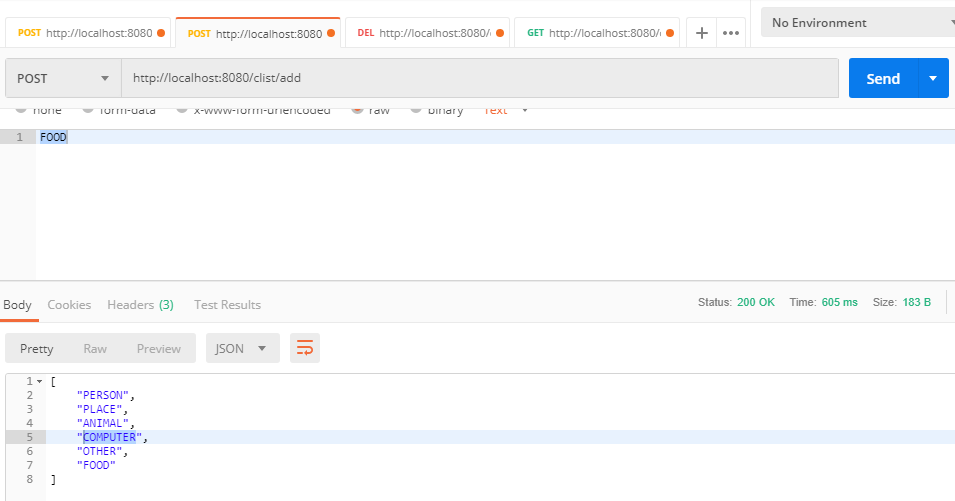 POST http://localhost:8080
POST http://localhost:8080
DEL http://localhost:8080/
GET http://localhost:8080/
No Environment
POST
http://localhost:8080/clist/add
Send
none form-data x-www-form-urlencoded raw binary Text
1 FOOD
Body Cookies Headers (3) Test Results Status: 200 OK Time: 605 ms Size: 183 B
Pretty Raw Preview JSON
1 [
2 "PERSON",
3 "PLACE",
4 "ANIMAL",
5 "COMPUTER",
6 "OTHER",
7 "FOOD"
8 ]